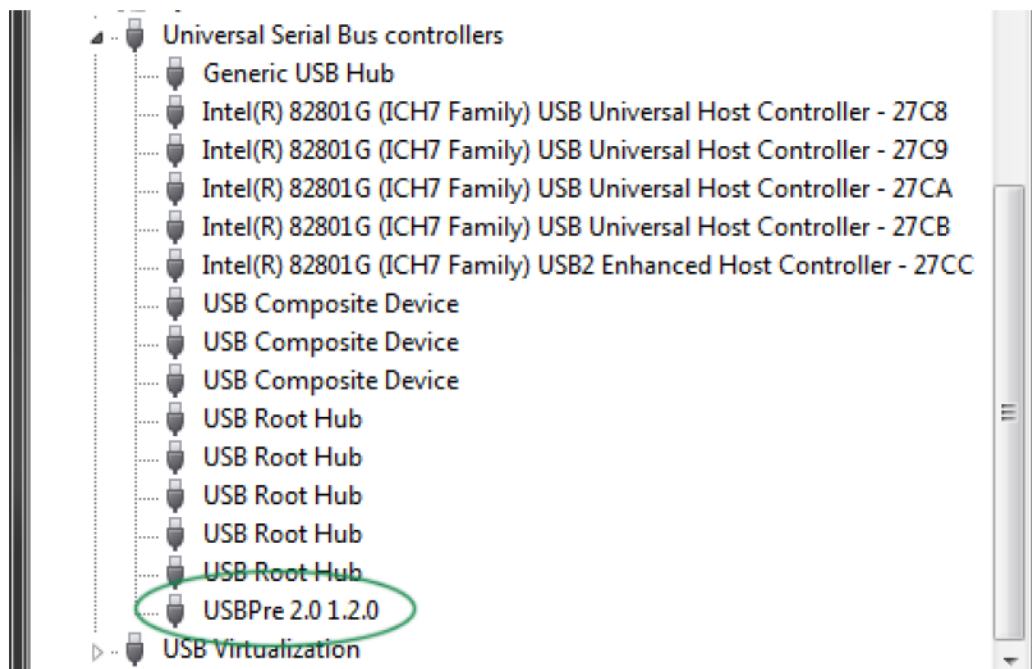 Universal Serial Bus controllers
Generic USB Hub
Intel(R) 82801G (ICH7 Family) USB Universal Host Controller - 27C8
Intel(R) 82801G (ICH7 Family) USB Universal Host Controller - 27C9
Intel(R) 82801G (ICH7 Family) USB Universal Host Controller - 27CA
Intel(R) 82801G (ICH7 Family) USB Universal Host Controller - 27CB
Intel(R) 82801G (ICH7 Family) USB2 Enhanced Host Controller - 27CC
USB Composite Device
USB Composite Device
USB Composite Device
USB Root Hub
USB Root Hub
USB Root Hub
USB Root Hub
USB Root Hub
USBPre 2.0 1.2.0
USB Virtualization